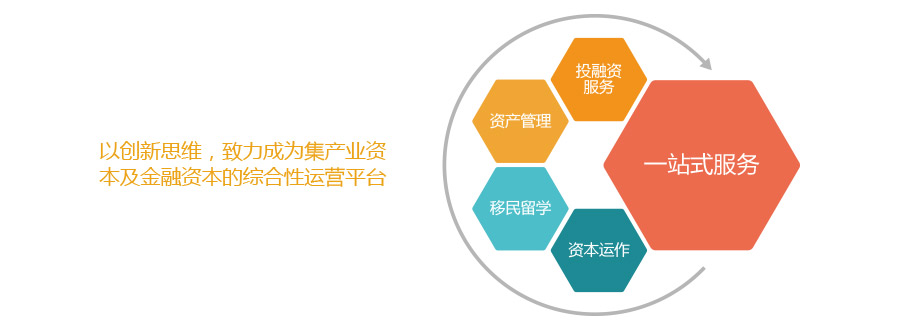 以创新思维，致力成为集产业资
本及金融资本的综合性运营平台
投融资
服务
资产管理
一站式服务
移民留学
资本运作